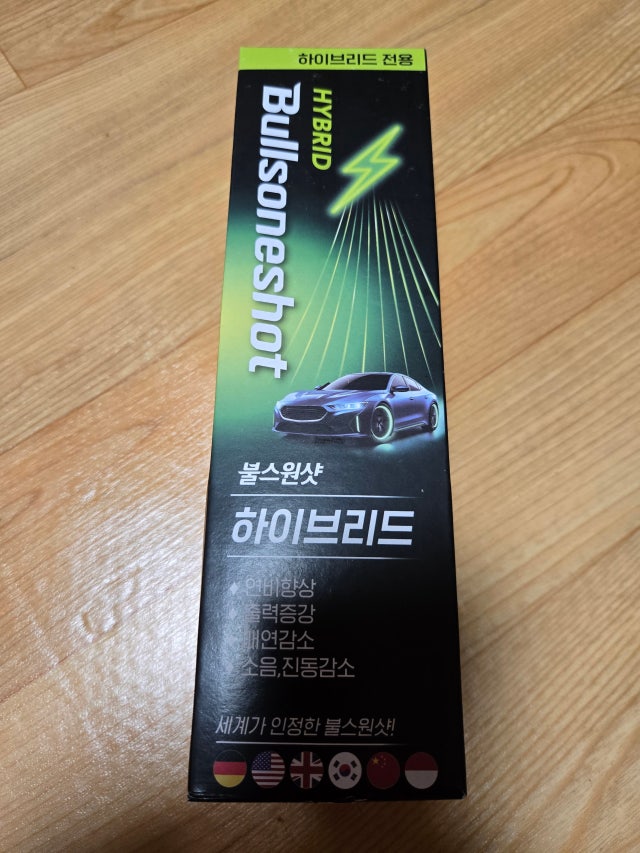 하이브리드 전용
HYBRID
Bullsoneshot
불스원샷
하이브리드
연비향상
출력증강
매연감소
소음,진동감소
세계가 인정한 불스원샷!